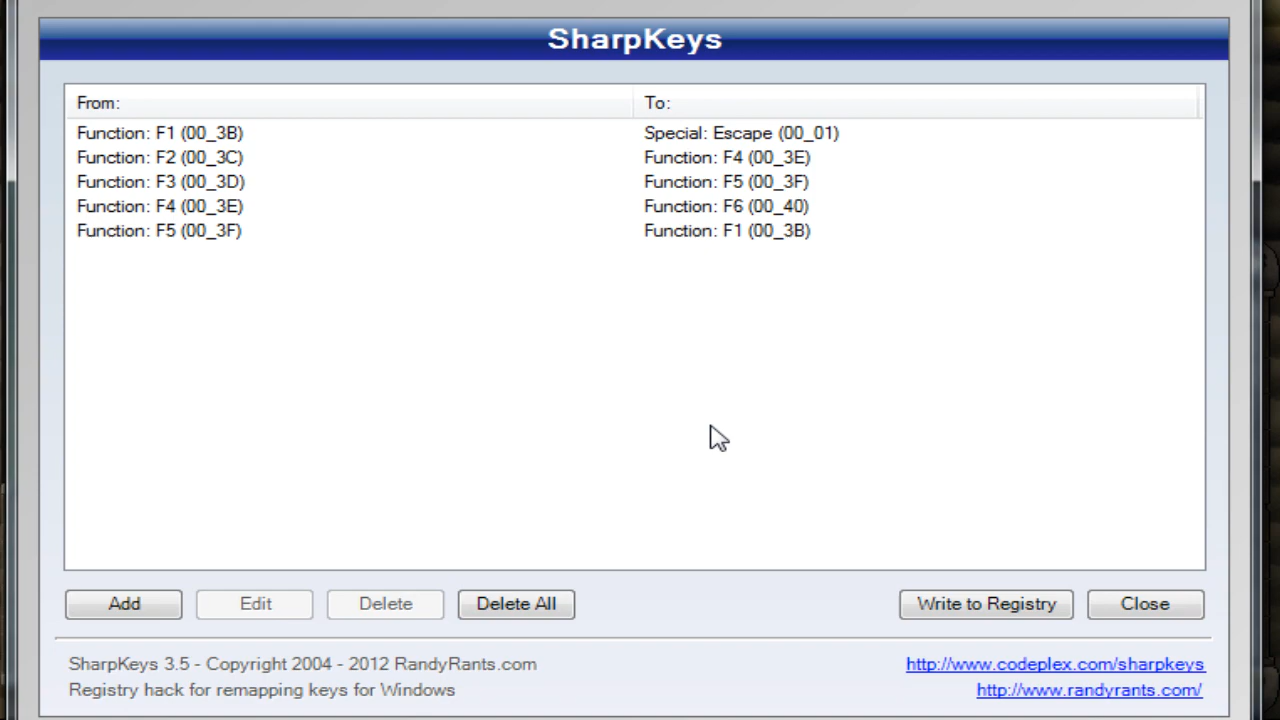 SharpKeys
From: To:
Function: F1 (00_3B) Special: Escape (00_01)
Function: F2 (00_3C) Function: F4 (00_3E)
Function: F3 (00_3D) Function: F5 (00_3F)
Function: F4 (00_3E) Function: F6 (00_40)
Function: F5 (00_3F) Function: F1 (00_3B)
Add Edit Delete Delete All Write to Registry Close
SharpKeys 3.5 - Copyright 2004 - 2012 RandyRants.com http://www.codeplex.com/sharpkeys
Registry hack for remapping keys for Windows http://www.randyrants.com/